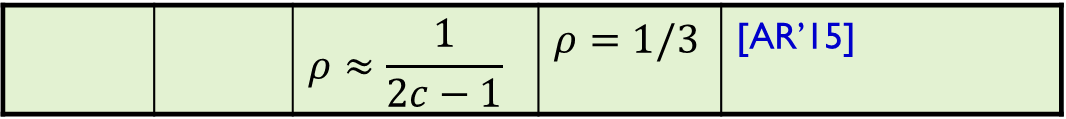 ρ ≈ 1/(2c − 1)
ρ = 1/3
[AR'15]